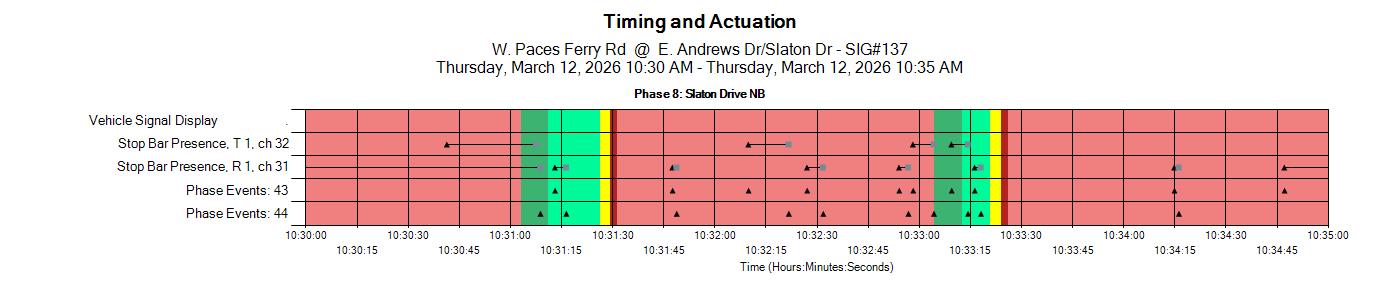 Timing and Actuation
W. Paces Ferry Rd @ E. Andrews Dr/Slaton Dr - SIG#137
Thursday, March 12, 2026 10:30 AM - Thursday, March 12, 2026 10:35 AM
Phase 8: Slaton Drive NB
Vehicle Signal Display .
Stop Bar Presence, T 1, ch 32
Stop Bar Presence, R 1, ch 31
Phase Events: 43
Phase Events: 44
10:30:00 10:30:30 10:31:00 10:31:30 10:32:00 10:32:30 10:33:00 10:33:30 10:34:00 10:34:30 10:35:00
10:30:15 10:30:45 10:31:15 10:31:45 10:32:15 10:32:45 10:33:15 10:33:45 10:34:15 10:34:45
Time (Hours:Minutes:Seconds)